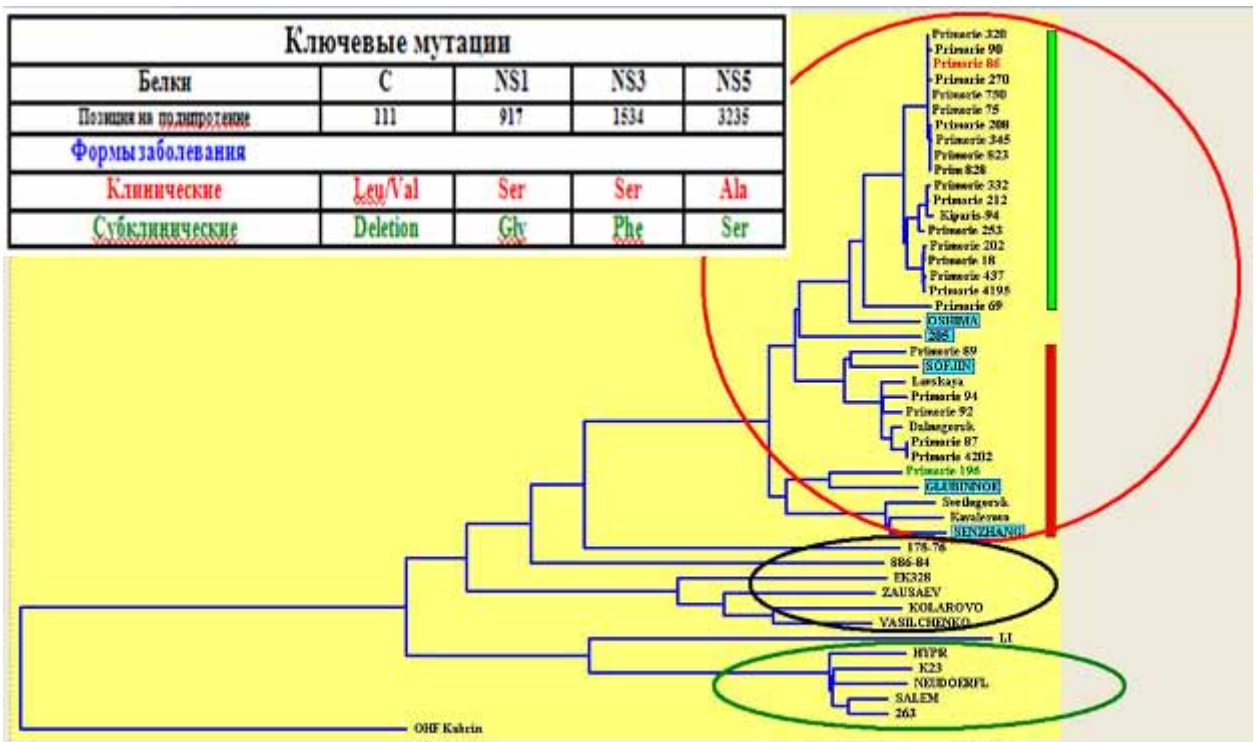 Ключевые мутации
Белки C NS1 NS3 NS5
Позиция на полипротеине 111 917 1534 3235
Формы заболевания
Клинические Leu/Val Ser Ser Ala
Субклинические Deletion Gly Phe Ser
Primorie 320
Primorie 90
Primorie 86
Primorie 270
Primorie 750
Primorie 75
Primorie 208
Primorie 345
Primorie 823
Prim 828
Primorie 332
Primorie 212
Kiparis-94
Primorie 253
Primorie 202
Primorie 18
Primorie 437
Primorie 4195
Primorie 69
OSHIMA
205
Primorie 89
SOFJIN
Primorie 94
Primorie 92
Dalnegorsk
Primorie 87
Primorie 4202
Primorie 196
GLUBINNOE
Svetlogorsk
Kavalerovo
SENZHANG
178-76
886-84
EK328
ZAUSAEV
KOLAROVO
VASILCHENKO
LI
HYPR
K23
NEUDOERFL
SALEM
263
OHF Kubrin